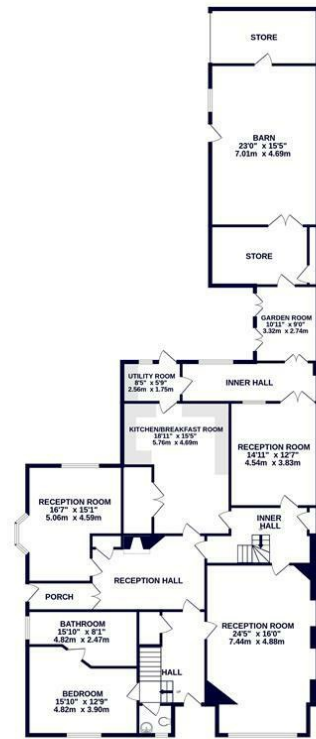 STORE
BARN
23'0" x 15'5"
7.01m x 4.69m
STORE
GARDEN ROOM
10'11" x 9'0"
3.32m x 2.74m
UTILITY ROOM
8'5" x 5'9"
2.56m x 1.75m
INNER HALL
KITCHEN/BREAKFAST ROOM
18'11" x 15'5"
5.76m x 4.69m
RECEPTION ROOM
14'11" x 12'7"
4.54m x 3.83m
RECEPTION ROOM
16'7" x 15'1"
5.06m x 4.59m
INNER
HALL
RECEPTION HALL
PORCH
BATHROOM
15'10" x 8'1"
4.82m x 2.47m
RECEPTION ROOM
24'5" x 16'0"
7.44m x 4.88m
BEDROOM
15'10" x 12'9"
4.82m x 3.90m
HALL